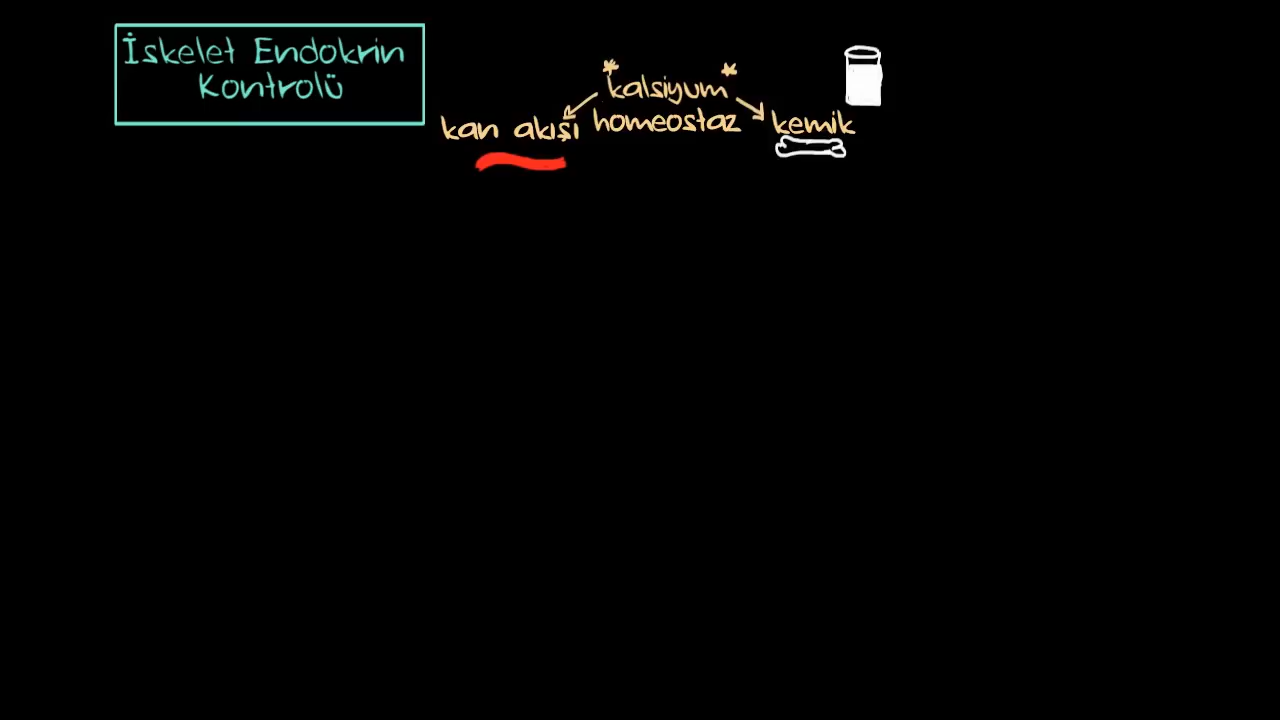 İskelet Endokrin
Kontrolü
* kalsiyum *
homeostaz
kan akışı
kemik